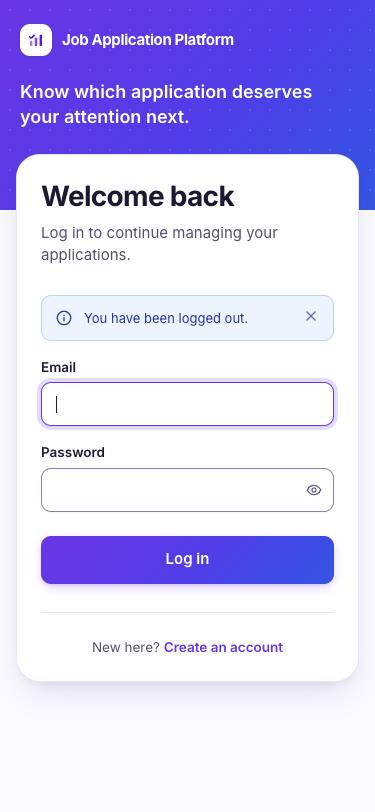 Job Application Platform
Know which application deserves
your attention next.
Welcome back
Log in to continue managing your
applications.
You have been logged out.
Email
Password
Log in
New here? Create an account